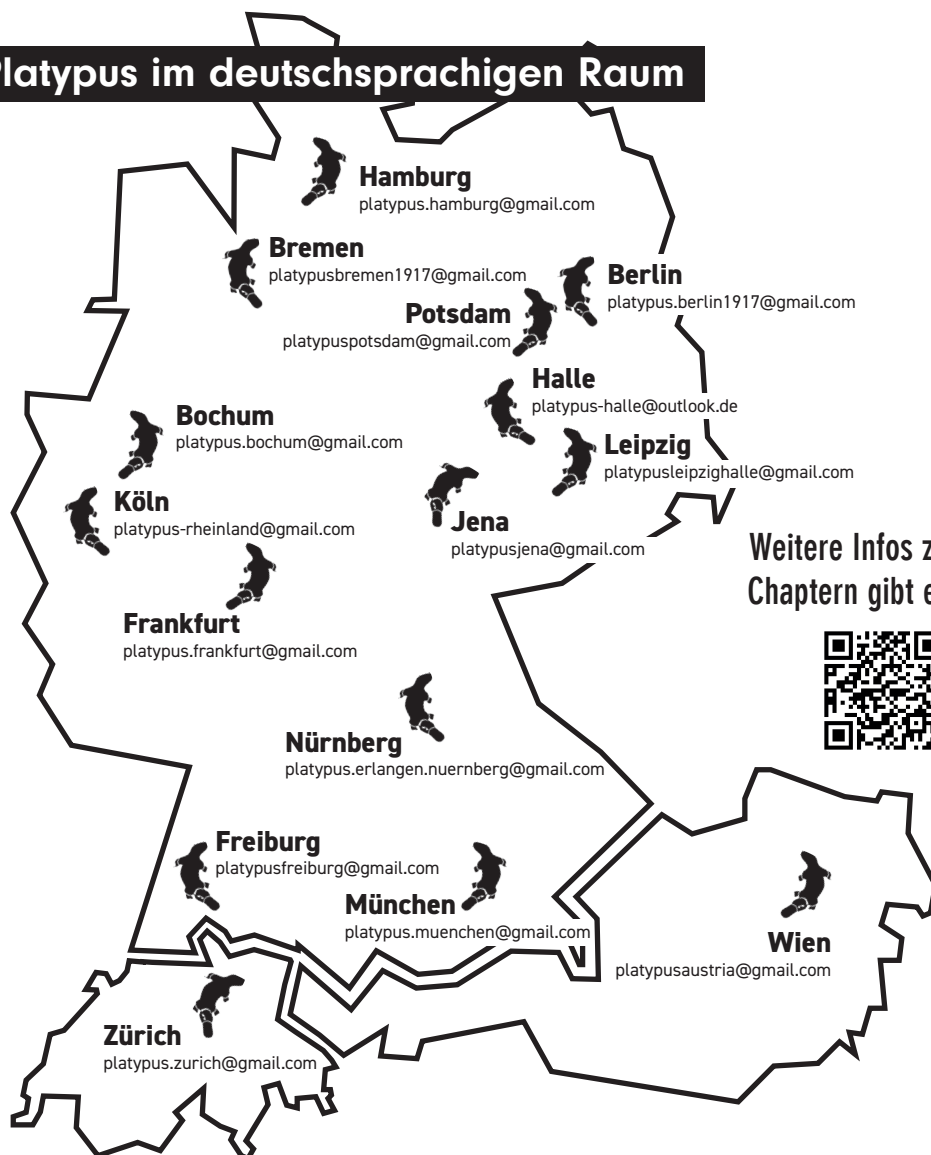 Platypus im deutschsprachigen Raum
Hamburg
platypus.hamburg@gmail.com
Bremen
platypusbremen1917@gmail.com
Berlin
platypus.berlin1917@gmail.com
Potsdam
platypuspotsdam@gmail.com
Halle
platypus-halle@outlook.de
Bochum
platypus.bochum@gmail.com
Leipzig
platypusleipzighalle@gmail.com
Köln
platypus-rheinland@gmail.com
Jena
platypusjena@gmail.com
Weitere Infos z
Chaptern gibt e
Frankfurt
platypus.frankfurt@gmail.com
Nürnberg
platypus.erlangen.nuernberg@gmail.com
Freiburg
platypusfreiburg@gmail.com
München
platypus.muenchen@gmail.com
Wien
platypusaustria@gmail.com
Zürich
platypus.zurich@gmail.com